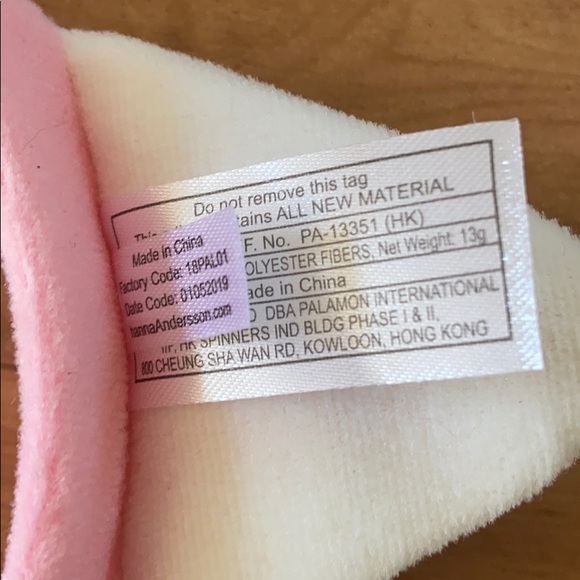 Do not remove this tag
tains ALL NEW MATERIAL
F. No. PA-13351 (HK)
OLYESTER FIBERS, Net Weight: 13g
ade in China
DBA PALAMON INTERNATIONAL
SPINNERS IND BLDG PHASE I & II,
800 CHEUNG SHA WAN RD, KOWLOON, HONG KONG
Made in China
Factory Code: 18PAL01
Date Code: 01052019
hannaAndersson.com